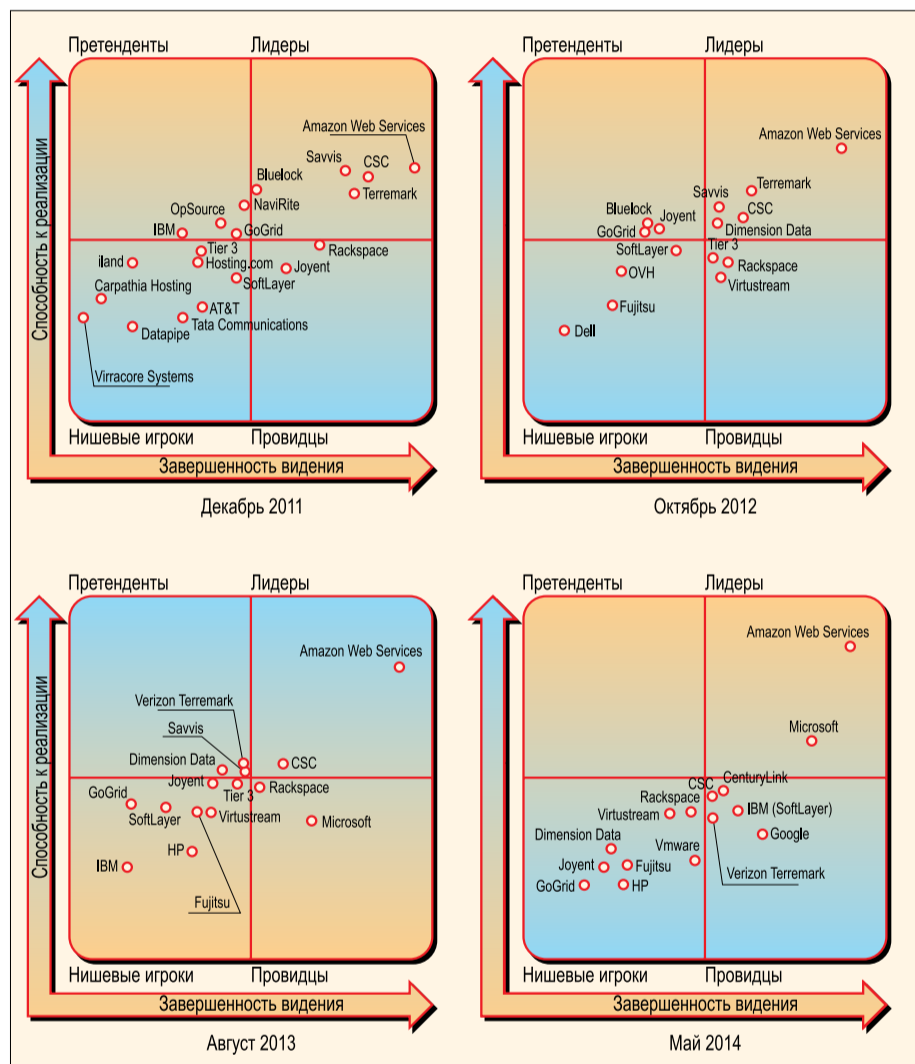 Претенденты
Лидеры
Способность к реализации
Amazon Web Services
Savvis
CSC
Bluelock
Terremark
NaviRite
OpSource
IBM
GoGrid
Tier 3
Rackspace
iland
Hosting.com
Joyent
SoftLayer
Carpathia Hosting
AT&T
Tata Communications
Datapipe
Virracore Systems
Нишевые игроки
Провидцы
Завершенность видения
Декабрь 2011
Претенденты
Лидеры
Amazon Web Services
Terremark
Savvis
CSC
Bluelock
Joyent
GoGrid
Dimension Data
SoftLayer
Tier 3
OVH
Rackspace
Virtustream
Fujitsu
Dell
Нишевые игроки
Провидцы
Завершенность видения
Октябрь 2012
Претенденты
Лидеры
Способность к реализации
Amazon Web Services
Verizon Terremark
Savvis
Dimension Data
CSC
Joyent
Tier 3
Rackspace
GoGrid
SoftLayer
Virtustream
Microsoft
HP
IBM
Fujitsu
Нишевые игроки
Провидцы
Завершенность видения
Август 2013
Претенденты
Лидеры
Amazon Web Services
Microsoft
CSC
CenturyLink
Rackspace
Virtustream
IBM (SoftLayer)
Google
Dimension Data
Vmware
Joyent
Fujitsu
Verizon Terremark
GoGrid
HP
Нишевые игроки
Провидцы
Завершенность видения
Май 2014